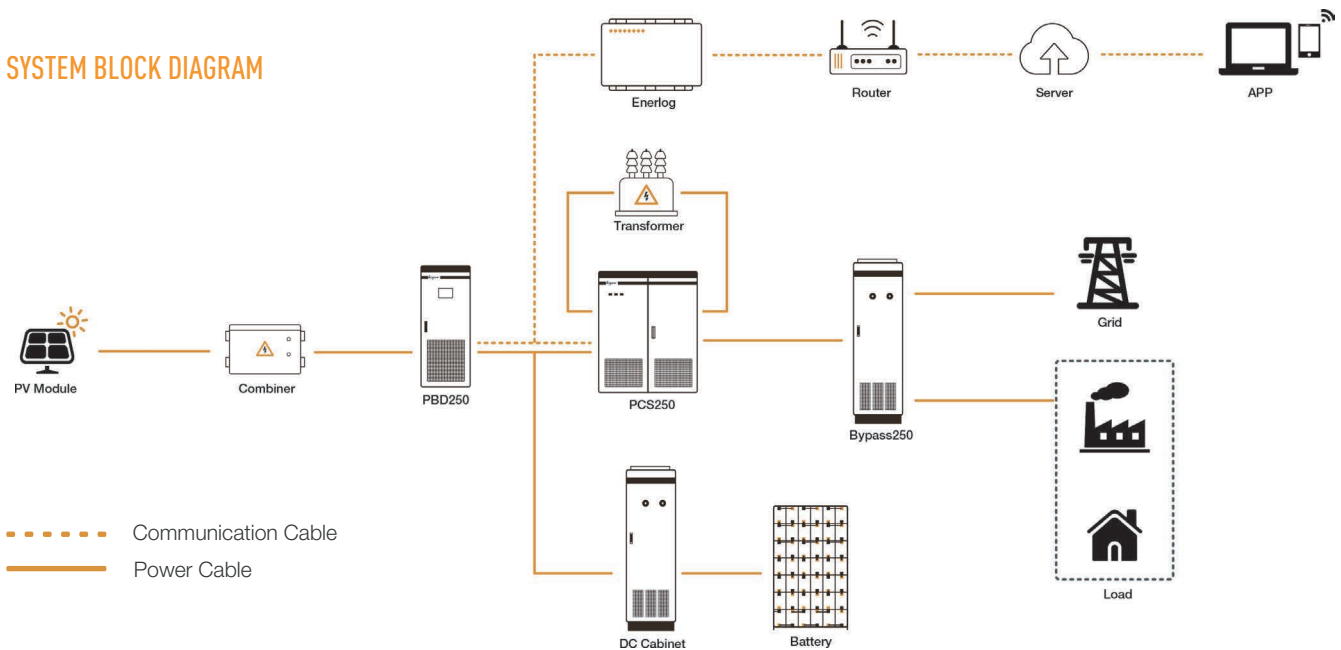 SYSTEM BLOCK DIAGRAM
Enerlog
Router
Server
APP
Transformer
Grid
PV Module
Combiner
PBD250
PCS250
Bypass250
Communication Cable
Power Cable
Load
DC Cabinet
Battery